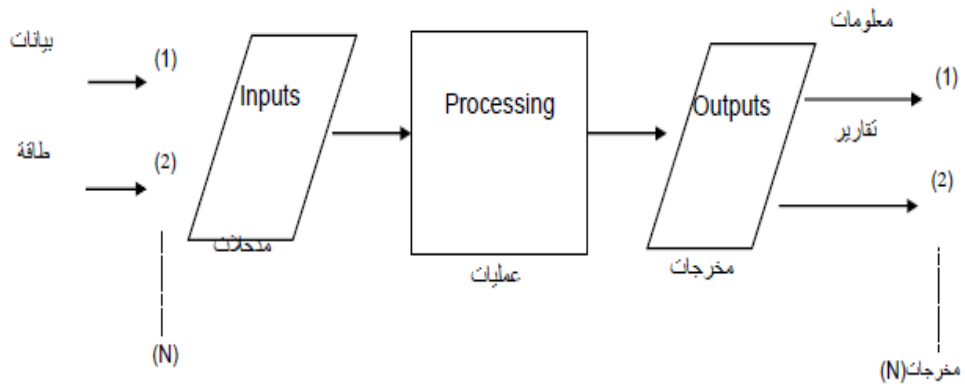 بيانات
(1)
طاقة
(2)
(N)
Inputs
مدخلات
Processing
عمليات
Outputs
مخرجات
معلومات
(1)
تقارير
(2)
مخرجات(N)